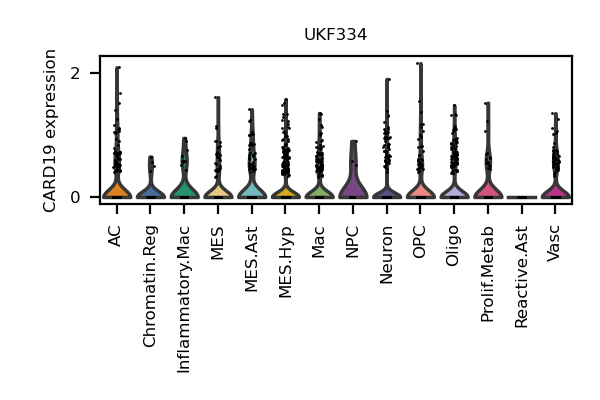 UKF334
CARD19 expression
2
0
AC
Chromatin.Reg
Inflammatory.Mac
MES
MES.Ast
MES.Hyp
Mac
NPC
Neuron
OPC
Oligo
Prolif.Metab
Reactive.Ast
Vasc